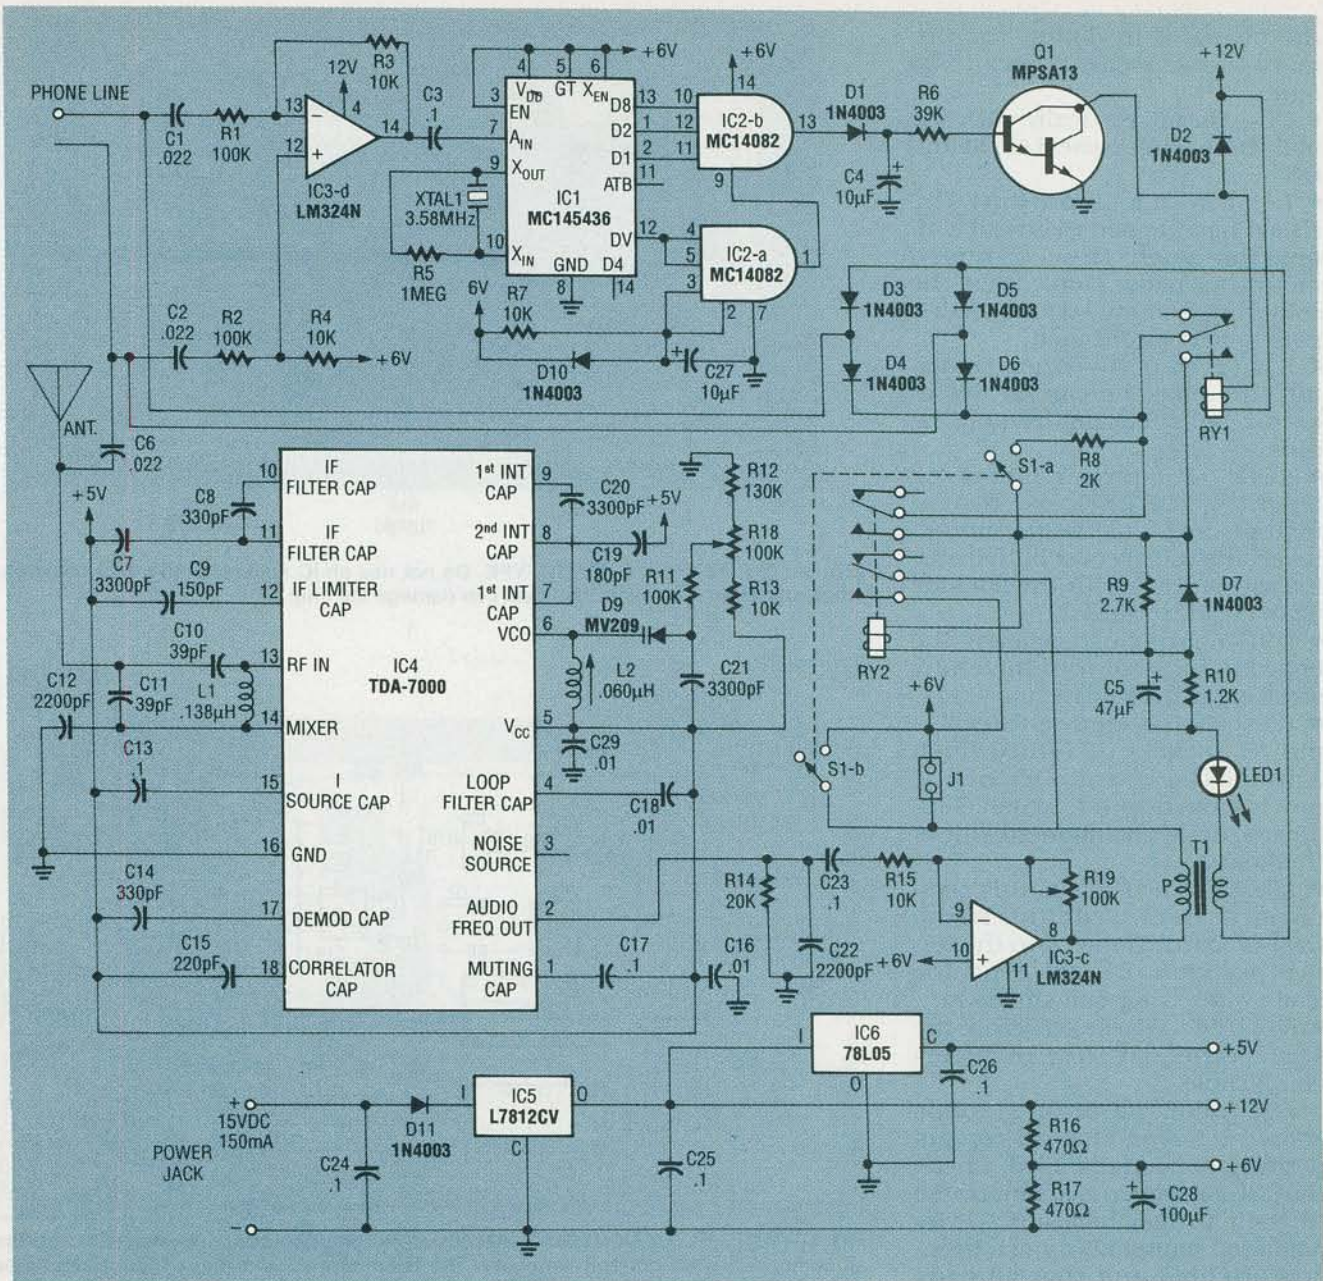 PHONE LINE
C1
.022
R1
100K
R3
10K
12V
4
13
12
14
IC3-d
LM324N
C3
.1
+6V
3
4
5
6
VDD
GT
XEN
EN
7
AIN
9
XOUT
10
XIN
XTAL1
3.58MHz
R5
1MEG
IC1
MC145436
GND
8
D4
14
D8
13
D2
1
D1
2
ATB
11
DV
12
+6V
14
10
12
11
9
13
IC2-b
MC14082
4
5
3
2
7
1
IC2-a
MC14082
D1
1N4003
C4
10µF
R6
39K
Q1
MPSA13
+12V
D2
1N4003
C2
.022
R2
100K
R4
10K
+6V
6V
R7
10K
D10
1N4003
C27
10µF
D3
1N4003
D5
1N4003
D4
1N4003
D6
1N4003
RY1
ANT.
C6
.022
+5V
C7
3300pF
C8
330pF
C9
150pF
C10
39pF
C11
39pF
C12
2200pF
L1
.138µH
C13
.1
C14
330pF
C15
220pF
10
IF
FILTER CAP
11
IF
FILTER CAP
12
IF LIMITER
CAP
13
RF IN
14
MIXER
15
I
SOURCE CAP
16
GND
17
DEMOD CAP
18
CORRELATOR
CAP
IC4
TDA-7000
1st INT
CAP
9
2nd INT
CAP
8
1st INT
CAP
7
VCO
6
VCC
5
LOOP
FILTER CAP
4
NOISE
SOURCE
3
AUDIO
FREQ OUT
2
MUTING
CAP
1
C20
3300pF
+5V
C19
180pF
D9
MV209
L2
.060µH
C29
.01
R11
100K
R12
130K
R18
100K
R13
10K
C21
3300pF
C18
.01
C17
.1
C16
.01
S1-a
R8
2K
RY2
R9
2.7K
D7
1N4003
C5
47µF
R10
1.2K
LED1
+6V
S1-b
J1
T1
P
R14
20K
C23
.1
C22
2200pF
R15
10K
R19
100K
9
10
+6V
8
11
IC3-c
LM324N
I
IC6
78L05
C
O
C26
.1
+5V
+12V
+6V
+
15VDC
150mA
POWER
JACK
−
C24
.1
D11
1N4003
I
IC5
L7812CV
O
C
C25
.1
R16
470Ω
R17
470Ω
C28
100µF